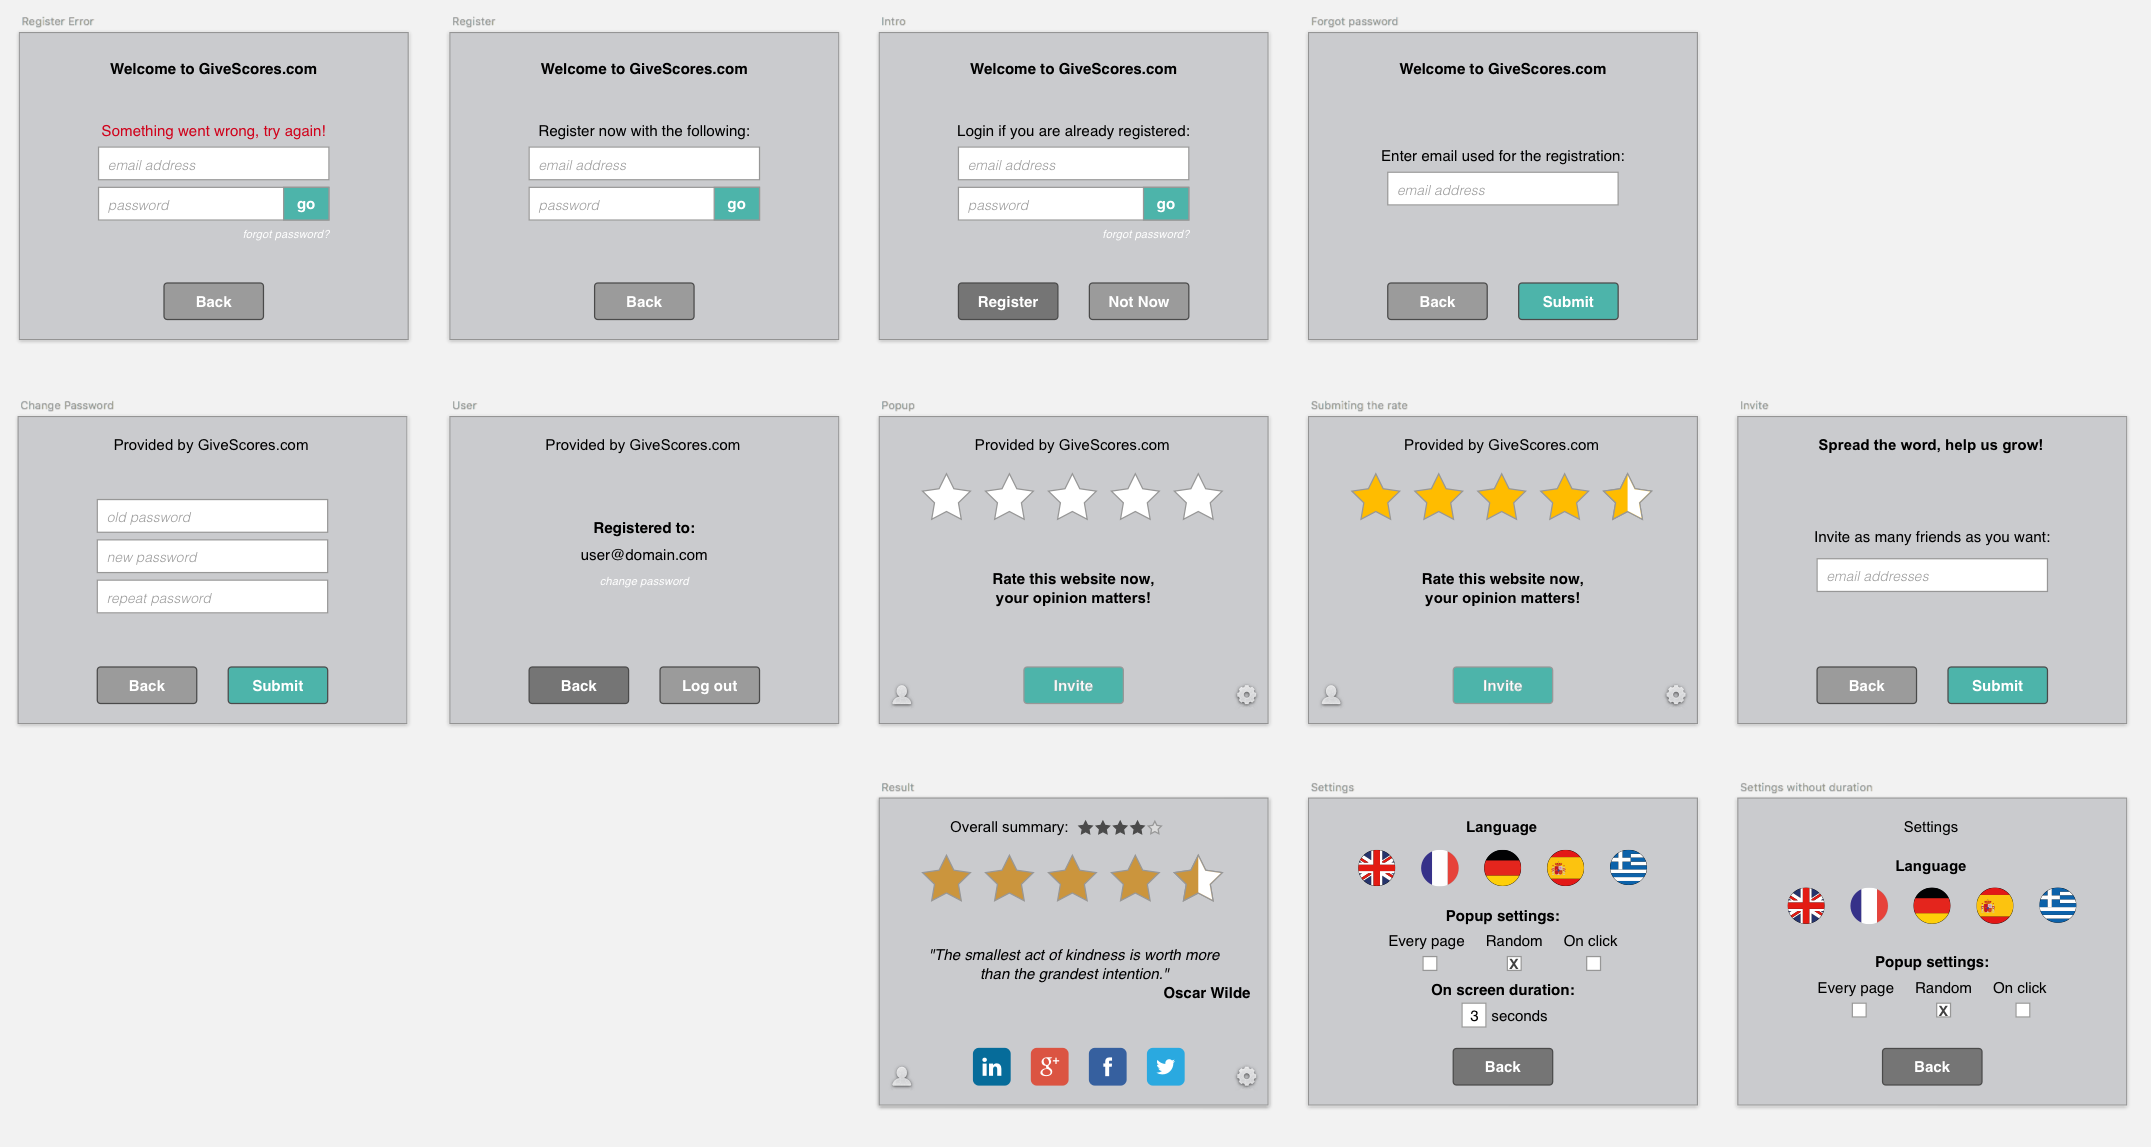 Register Error
Welcome to GiveScores.com
Something went wrong, try again!
email address
password
go
forgot password?
Back
Register
Welcome to GiveScores.com
Register now with the following:
email address
password
go
Back
Intro
Welcome to GiveScores.com
Login if you are already registered:
email address
password
go
forgot password?
Register
Not Now
Forgot password
Welcome to GiveScores.com
Enter email used for the registration:
email address
Back
Submit
Change Password
Provided by GiveScores.com
old password
new password
repeat password
Back
Submit
User
Provided by GiveScores.com
Registered to:
user@domain.com
change password
Back
Log out
Popup
Provided by GiveScores.com
Rate this website now,
your opinion matters!
Invite
Submiting the rate
Provided by GiveScores.com
Rate this website now,
your opinion matters!
Invite
Invite
Spread the word, help us grow!
Invite as many friends as you want:
email addresses
Back
Submit
Result
Overall summary:
"The smallest act of kindness is worth more
than the grandest intention."
Oscar Wilde
in
g+
f
Settings
Language
Popup settings:
Every page
Random
On click
X
On screen duration:
3 seconds
Back
Settings without duration
Settings
Language
Popup settings:
Every page
Random
On click
X
Back